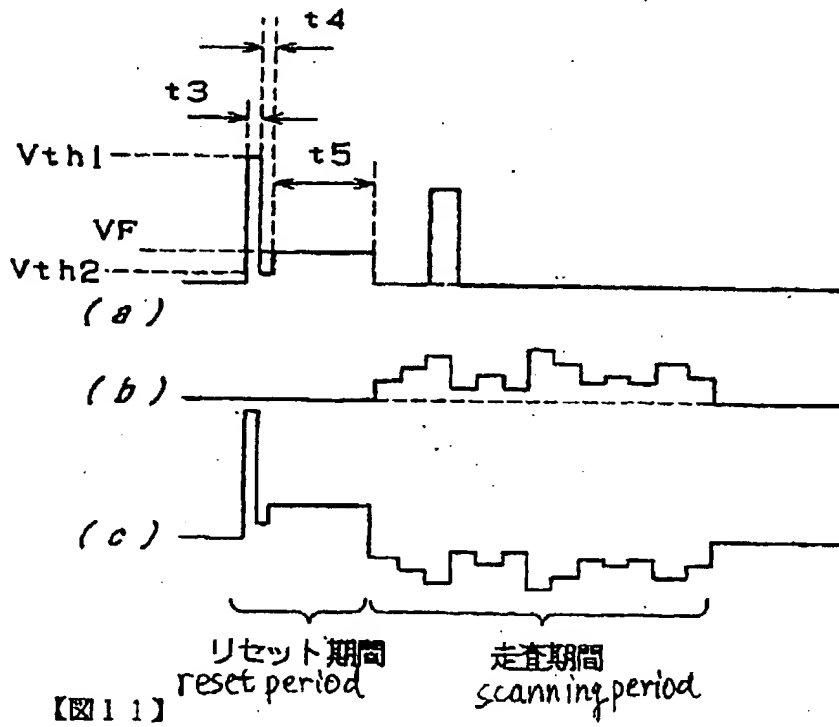 t4
t3
Vth1
t5
VF
Vth2
(a)
(b)
(c)
リセット期間 走査期間
reset period scanning period
【図11】